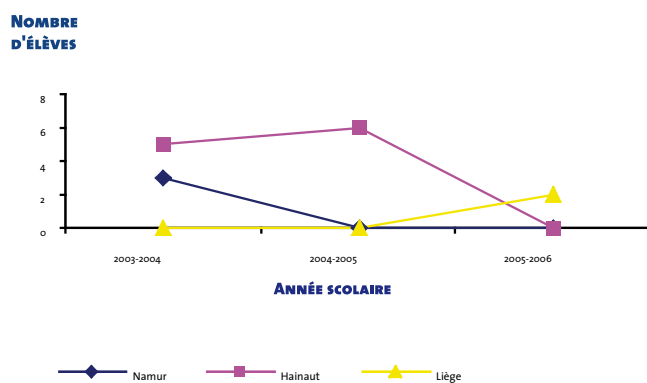 Nombre
d'élèves
8
6
4
2
0
2003-2004 2004-2005 2005-2006
Année scolaire
Namur Hainaut Liège